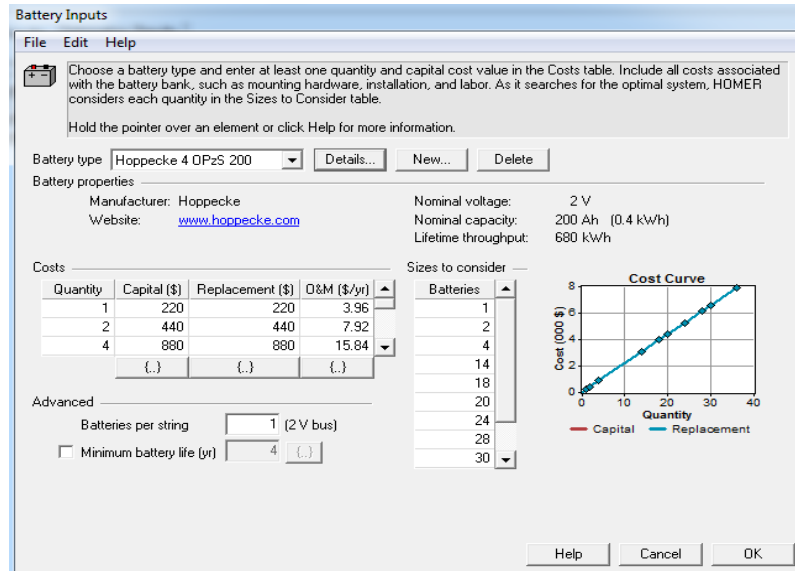 Battery Inputs
File Edit Help
Choose a battery type and enter at least one quantity and capital cost value in the Costs table. Include all costs associated
with the battery bank, such as mounting hardware, installation, and labor. As it searches for the optimal system, HOMER
considers each quantity in the Sizes to Consider table.
Hold the pointer over an element or click Help for more information.
Battery type Hoppecke 4 OPzS 200 Details... New... Delete
Battery properties
Manufacturer: Hoppecke
Website: www.hoppecke.com
Nominal voltage: 2 V
Nominal capacity: 200 Ah (0.4 kWh)
Lifetime throughput: 680 kWh
Costs
Quantity Capital ($) Replacement ($) O&M ($/yr)
1 220 220 3.96
2 440 440 7.92
4 880 880 15.84
{..} {..} {..}
Sizes to consider
Batteries
1
2
4
14
18
20
24
28
30
Cost Curve
Cost (000 $)
8
6
4
2
0
0 10 20 30 40
Quantity
Capital Replacement
Advanced
Batteries per string 1 (2 V bus)
Minimum battery life (yr) 4 {..}
Help Cancel OK